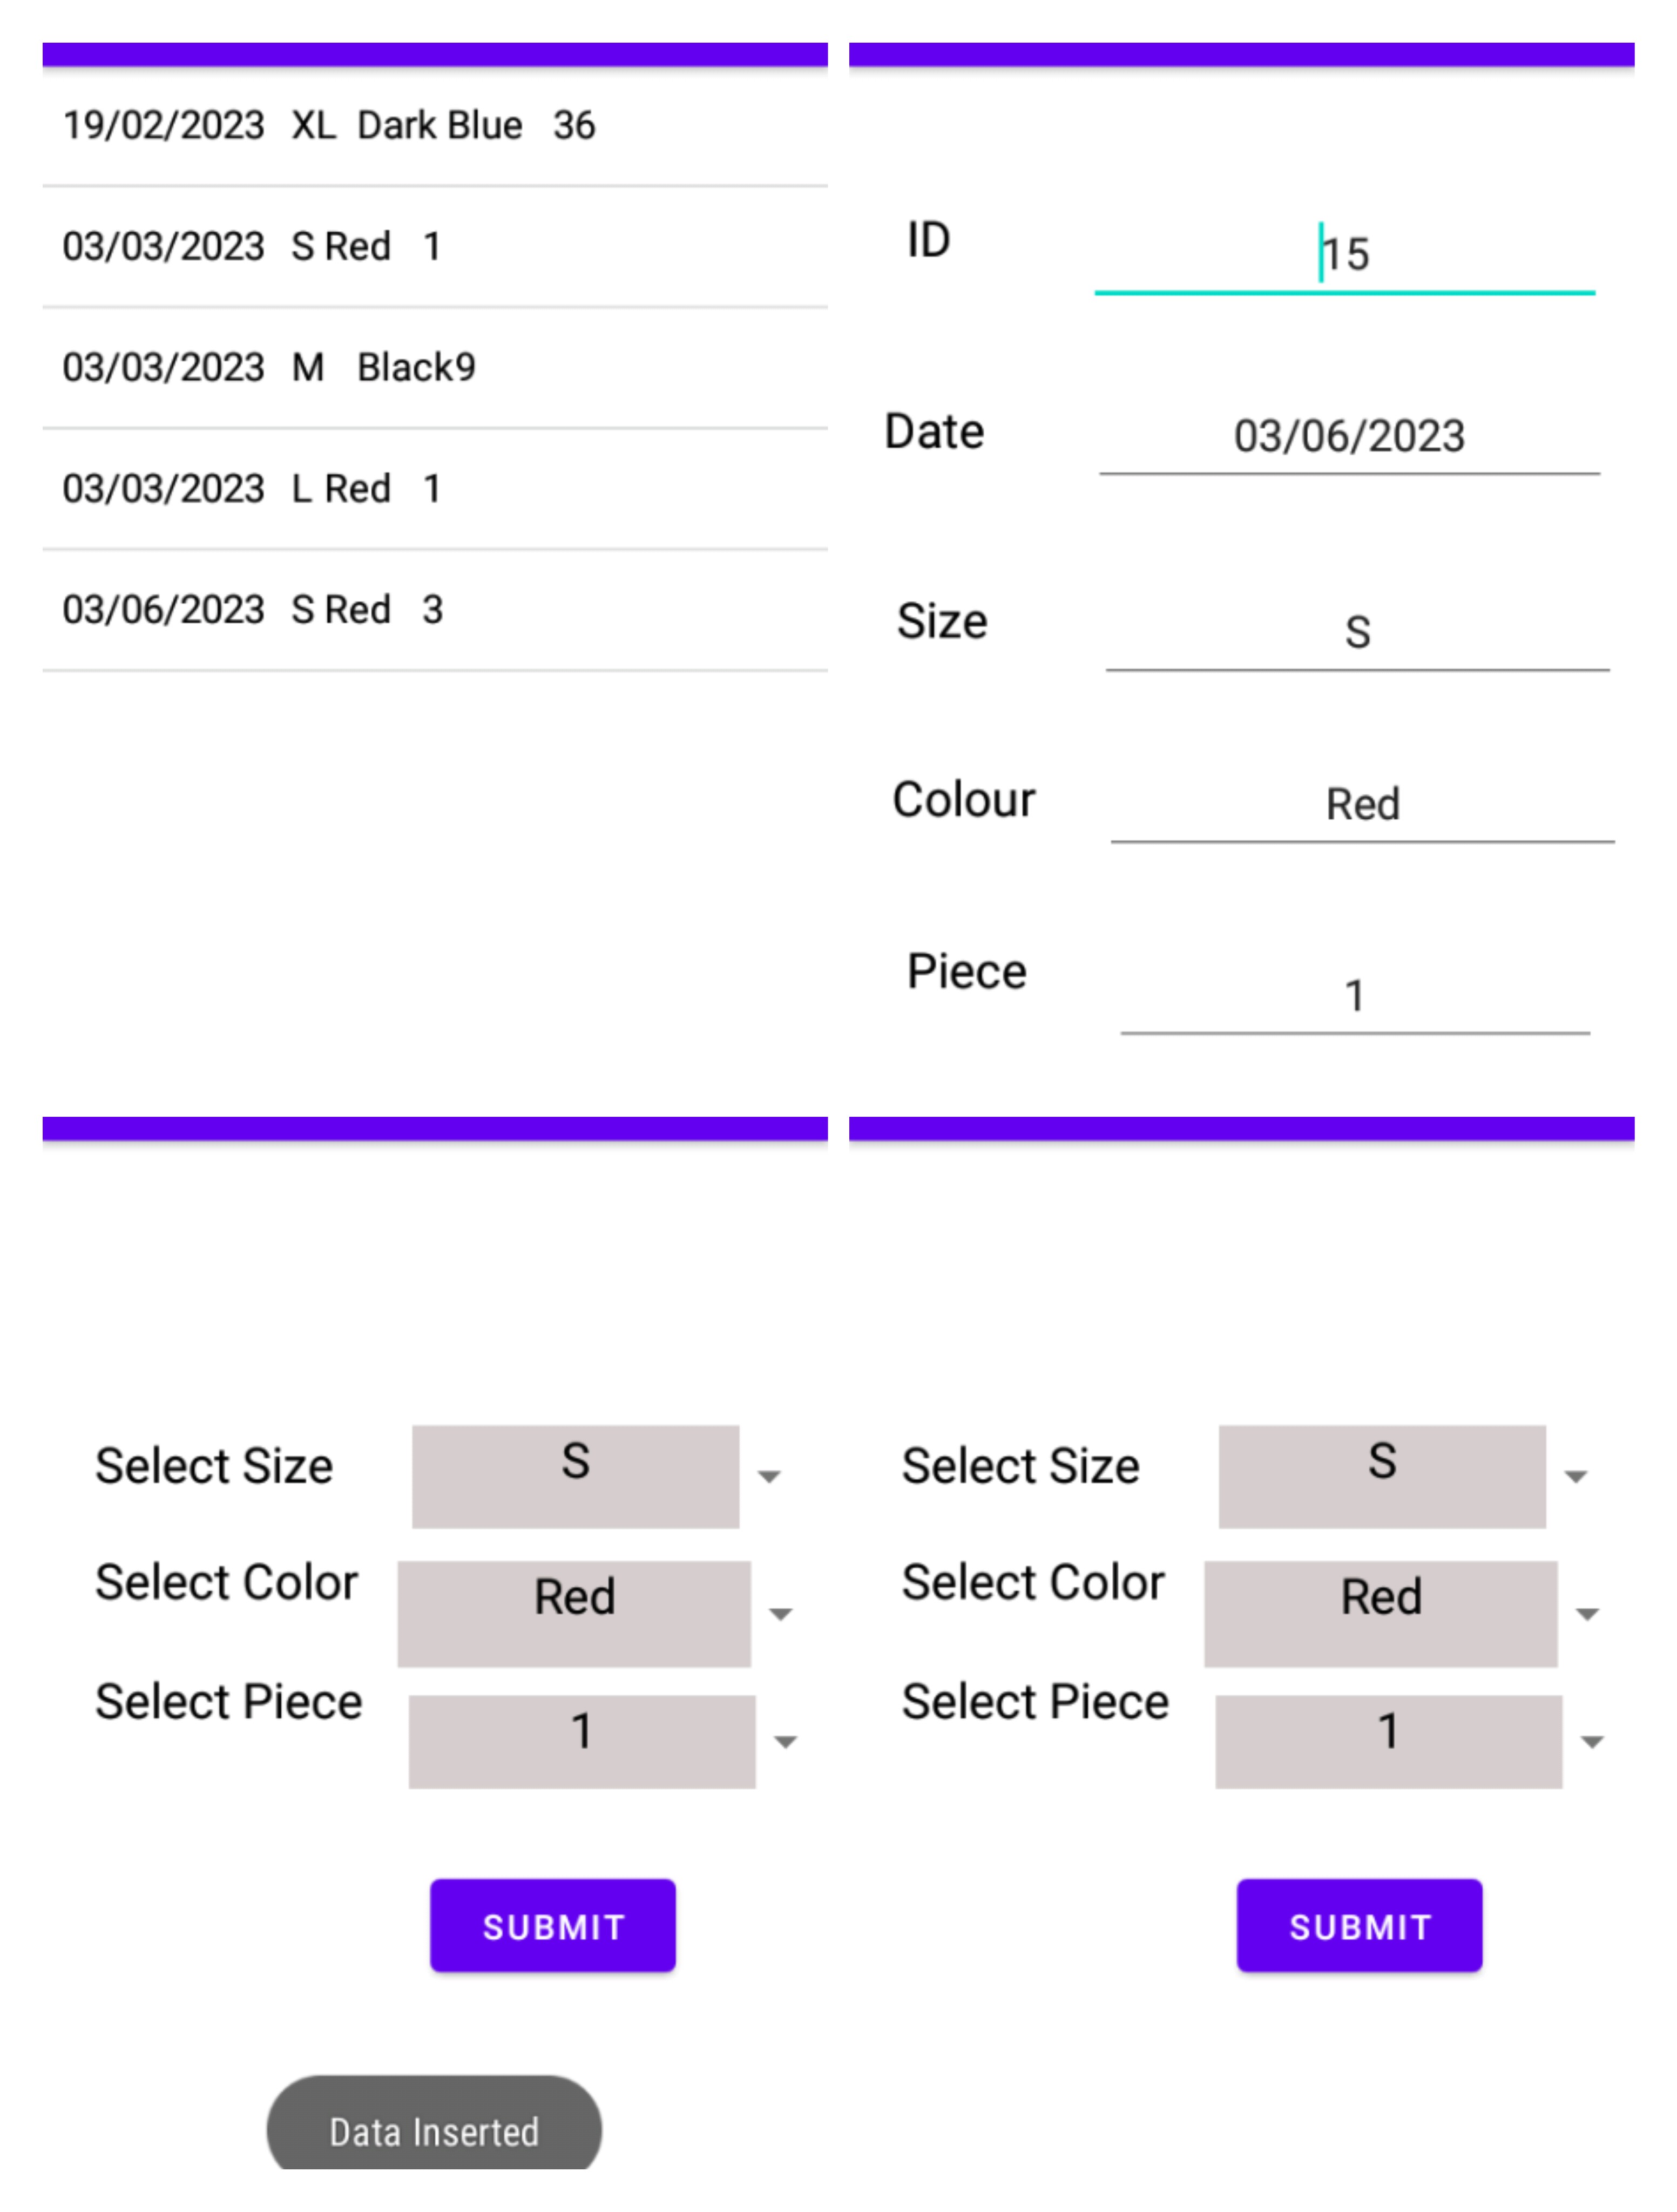 19/02/2023 XL Dark Blue 36
03/03/2023 S Red 1
03/03/2023 M Black9
03/03/2023 L Red 1
03/06/2023 S Red 3
ID 15
Date 03/06/2023
Size S
Colour Red
Piece 1
Select Size S
Select Color Red
Select Piece 1
SUBMIT
Data Inserted
Select Size S
Select Color Red
Select Piece 1
SUBMIT